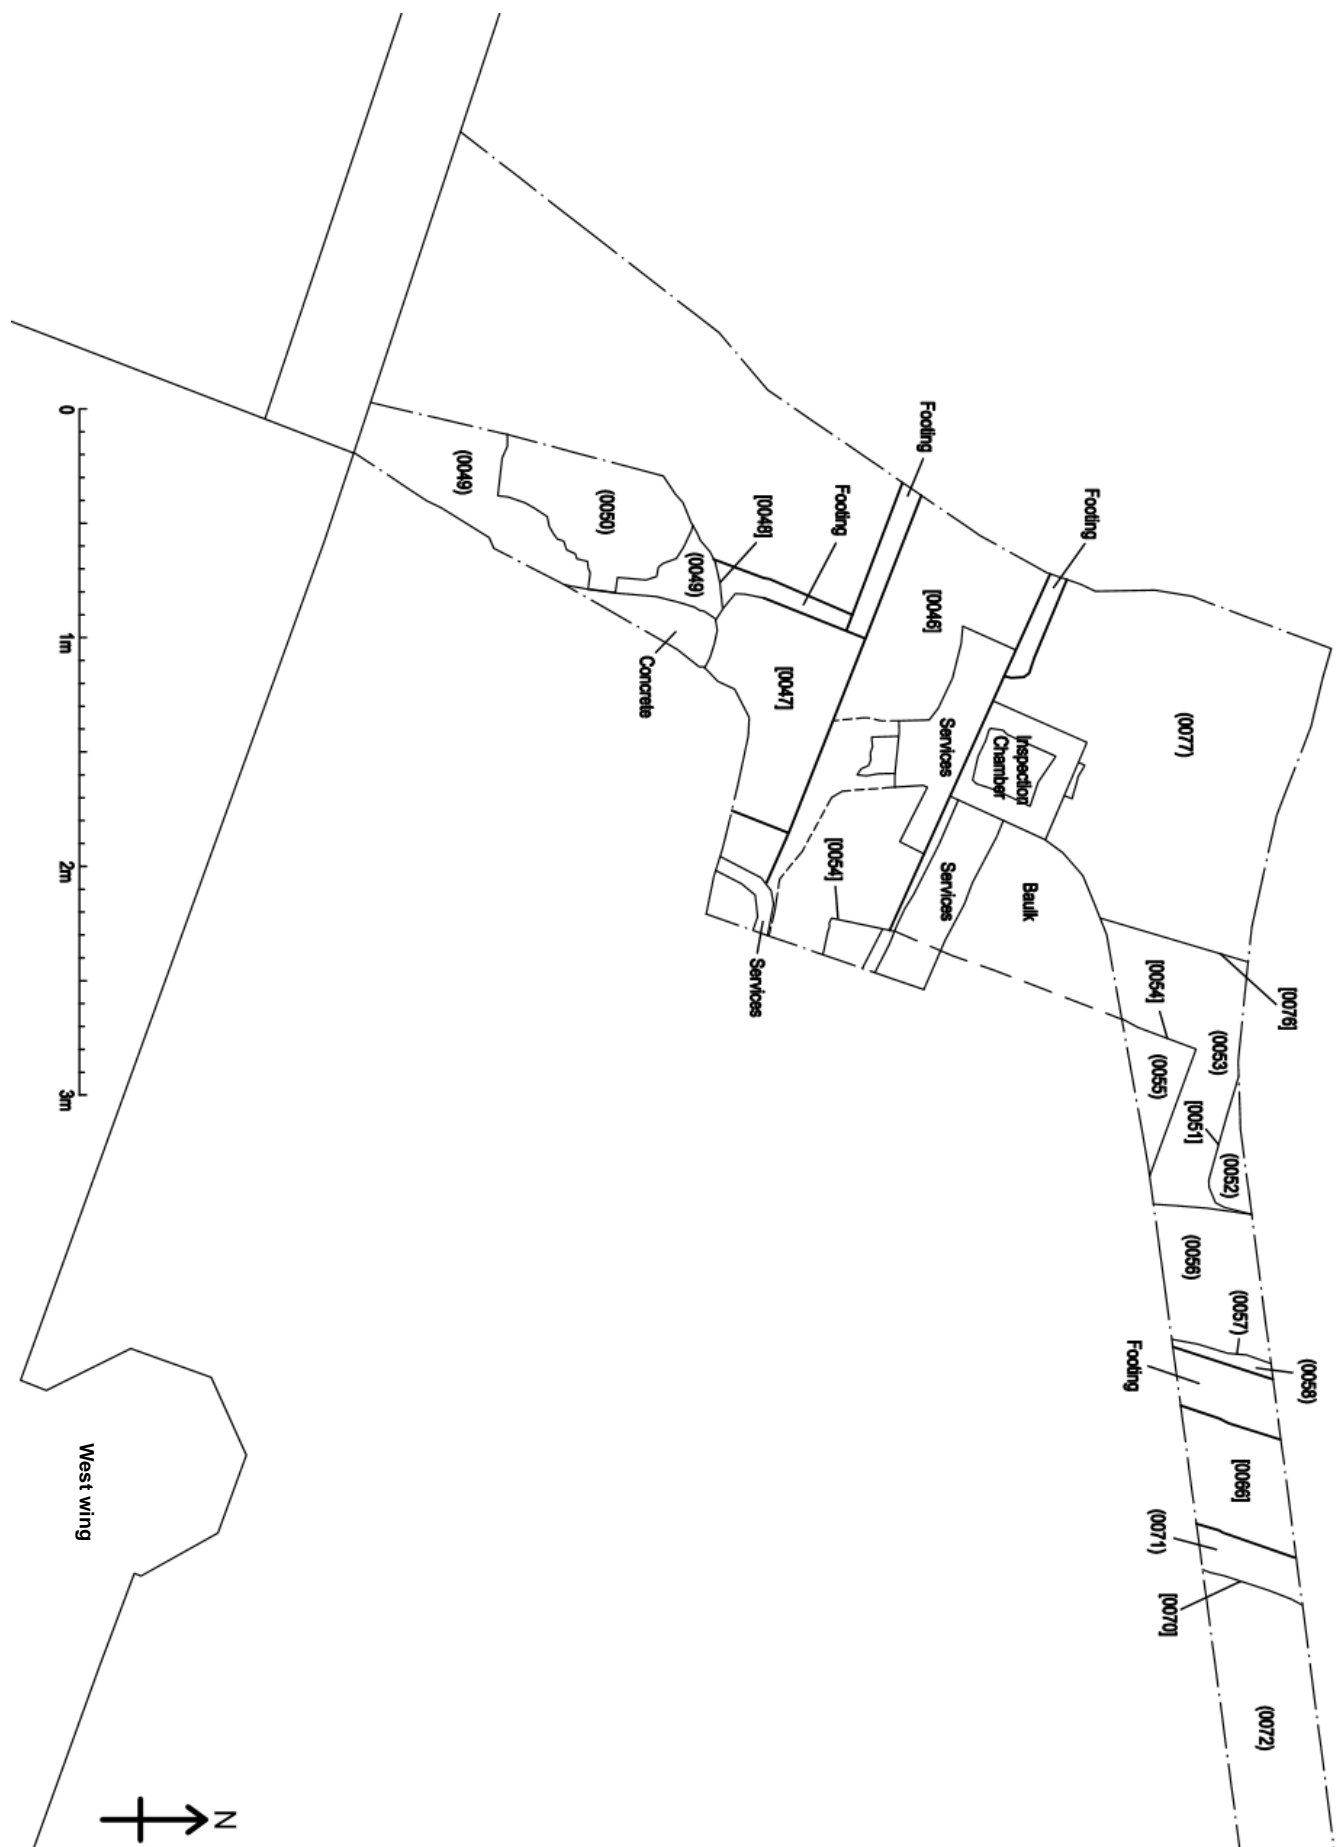 Footing
0
(0049)
(0050)
[0048]
Footing
Footing
(0049)
[0046]
1m
Concrete
[0047]
Services
Inspection
Chamber
(0077)
2m
[0054]
Services
Baulk
Services
[0054]
[0076]
3m
(0053)
(0055)
[0051]
(0052)
(0056)
(0057)
Footing
(0058)
West wing
[0066]
(0071)
[0070]
(0072)
N